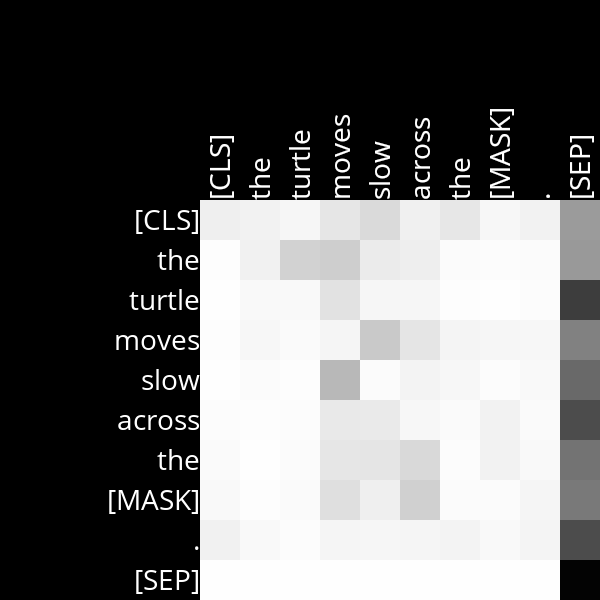 [CLS] the turtle moves slow across the [MASK] . [SEP]
[CLS]
the
turtle
moves
slow
across
the
[MASK]
.
[SEP]